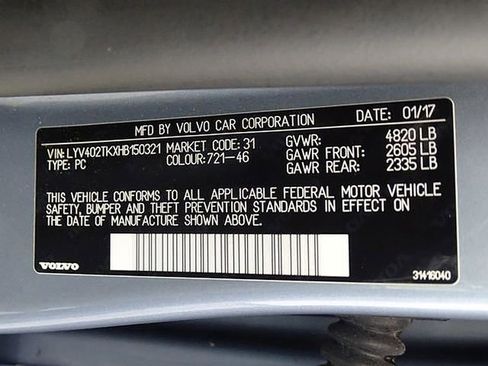 MFD BY VOLVO CAR CORPORATION DATE: 01/17
VIN: LYV402TKXHB150321 MARKET CODE: 31 GVWR: 4820 LB
TYPE: PC COLOUR: 721-46 GAWR FRONT: 2605 LB
GAWR REAR: 2335 LB
THIS VEHICLE CONFORMS TO ALL APPLICABLE FEDERAL MOTOR VEHICLE
SAFETY, BUMPER AND THEFT PREVENTION STANDARDS IN EFFECT ON
THE DATE OF MANUFACTURE SHOWN ABOVE.
VOLVO 31416040